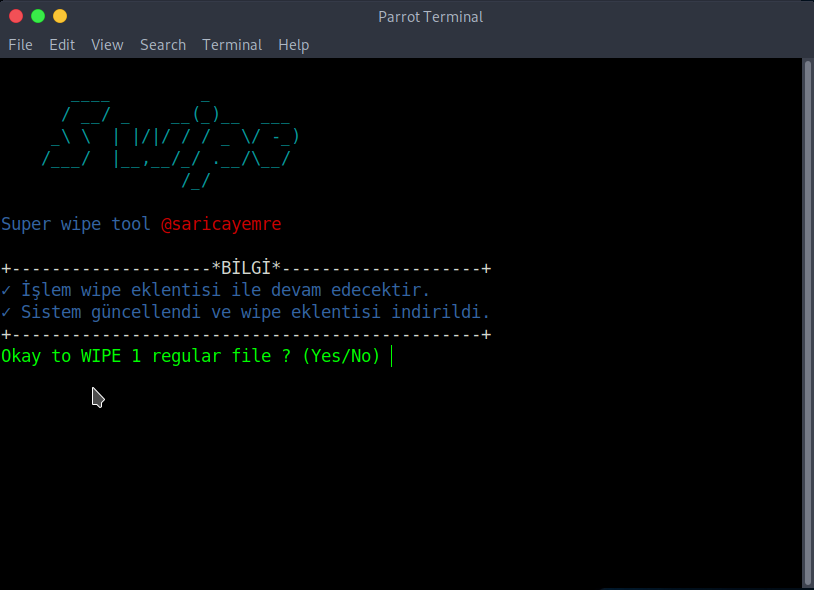 Parrot Terminal
File Edit View Search Terminal Help
Swipe
Super wipe tool @saricayemre
+--------------------*BİLGİ*--------------------+
✓ İşlem wipe eklentisi ile devam edecektir.
✓ Sistem güncellendi ve wipe eklentisi indirildi.
+-----------------------------------------------+
Okay to WIPE 1 regular file ? (Yes/No)